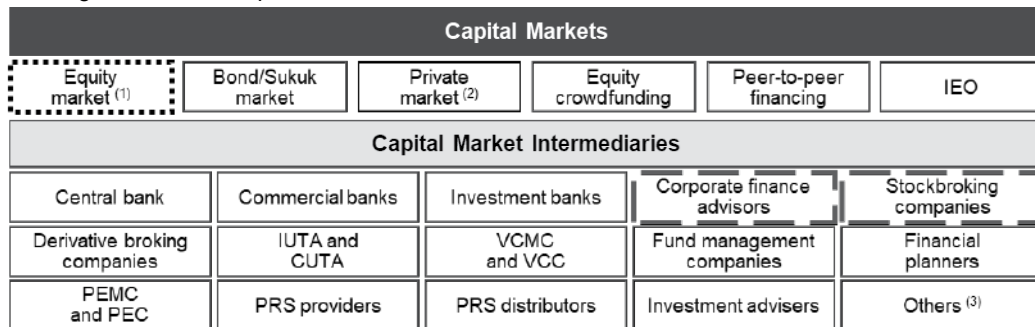 Capital Markets
Equity
market (1)
Bond/Sukuk
market
Private
market (2)
Equity
crowdfunding
Peer-to-peer
financing
IEO
Capital Market Intermediaries
Central bank
Commercial banks
Investment banks
Corporate finance
advisors
Stockbroking
companies
Derivative broking
companies
IUTA and
CUTA
VCMC
and VCC
Fund management
companies
Financial
planners
PEMC
and PEC
PRS providers
PRS distributors
Investment advisers
Others (3)